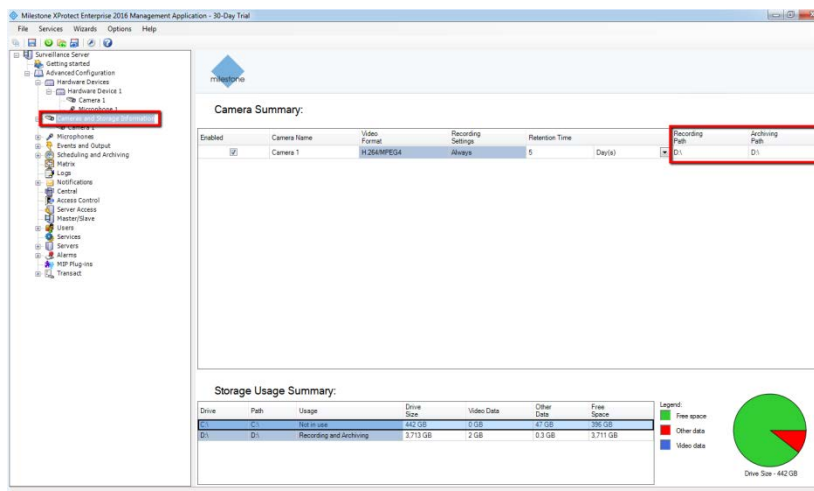 Milestone XProtect Enterprise 2016 Management Application - 30-Day Trial
File Services Wizards Options Help
Surveillance Server
Getting started
Advanced Configuration
Hardware Devices
Hardware Device 1
Camera 1
Microphone 1
Cameras and Storage Information
Camera 1
Microphones
Events and Output
Scheduling and Archiving
Matrix
Logs
Notifications
Central
Access Control
Server Access
Master/Slave
Users
Services
Servers
Alarms
MIP Plug-ins
Transact
milestone
Camera Summary:
Enabled Camera Name Video Format Recording Settings Retention Time Recording Path Archiving Path
Camera 1 H.264/MPEG4 Always 5 Day(s) D:\ D:\
Storage Usage Summary:
Drive Path Usage Drive Size Video Data Other Data Free Space
C:\ C:\ Not in use 442 GB 0 GB 47 GB 396 GB
D:\ D:\ Recording and Archiving 3,713 GB 2 GB 0.3 GB 3,711 GB
Legend:
Free space
Other data
Video data
Drive Size - 442 GB